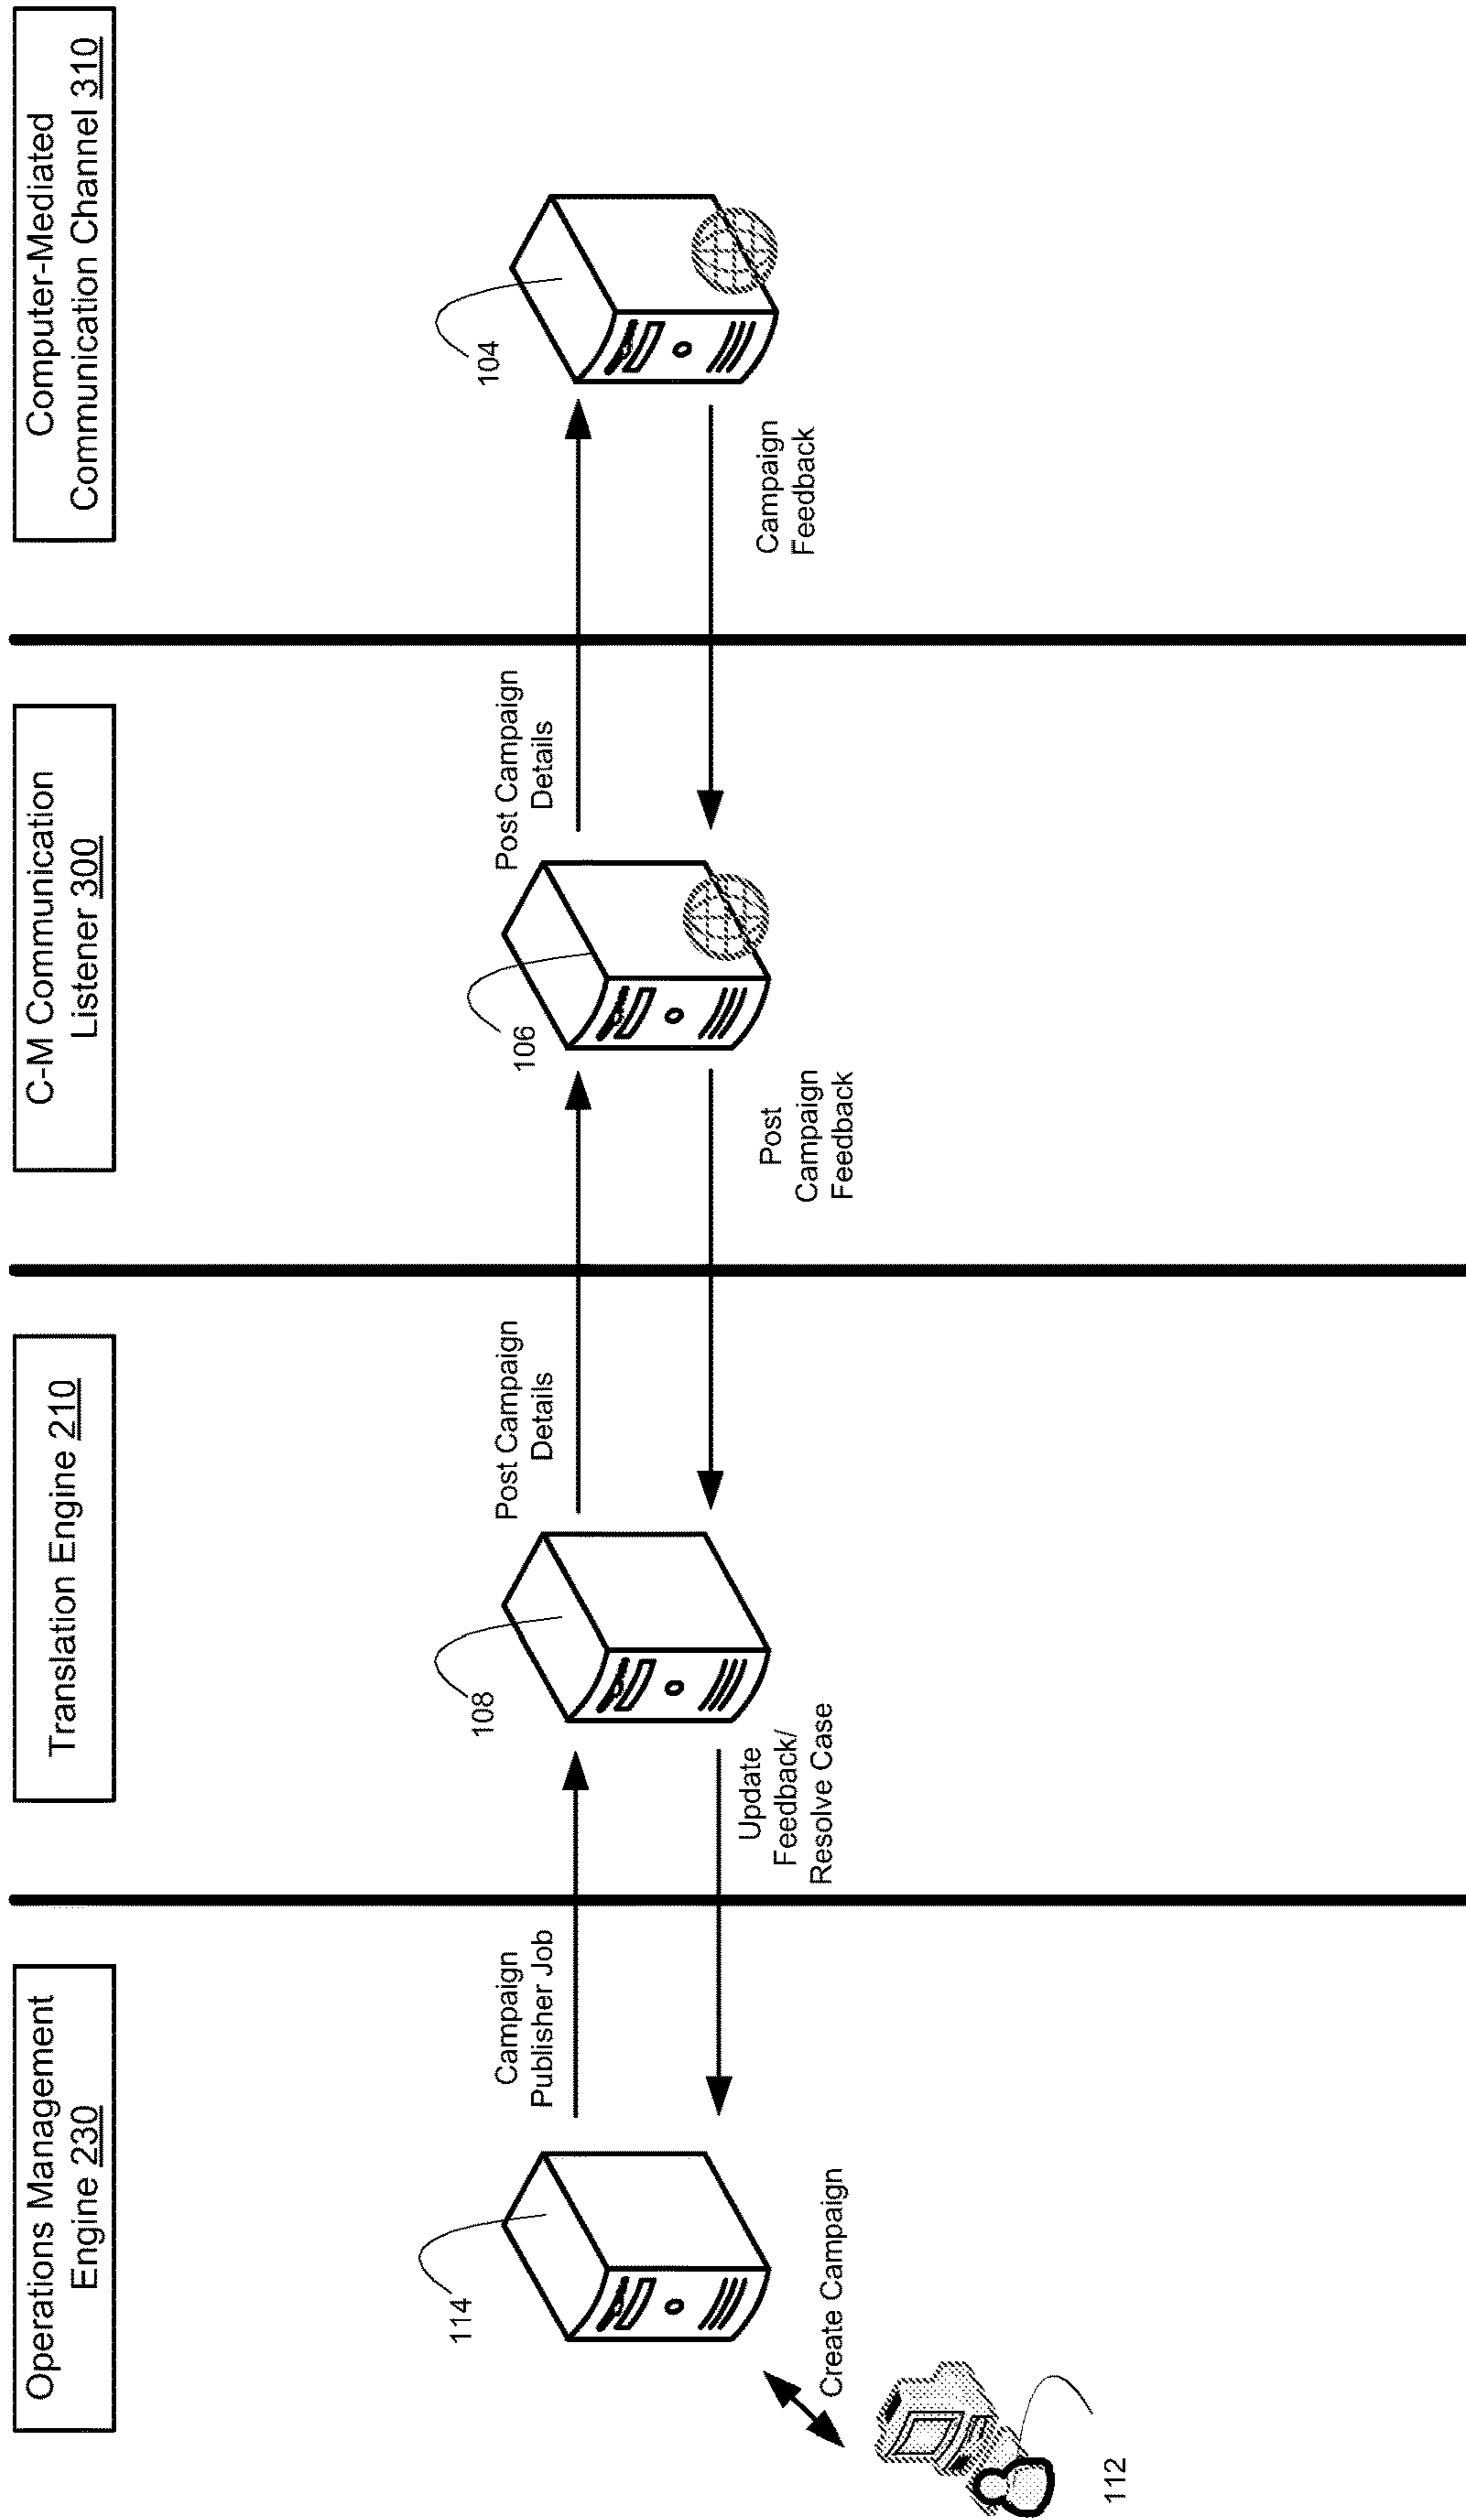 Operations Management
Engine 230
Translation Engine 210
C-M Communication
Listener 300
Computer-Mediated
Communication Channel 310
114
108
106
104
Campaign
Publisher Job
Post Campaign
Details
Post Campaign
Details
Update
Feedback/
Resolve Case
Post
Campaign
Feedback
Campaign
Feedback
Create Campaign
112